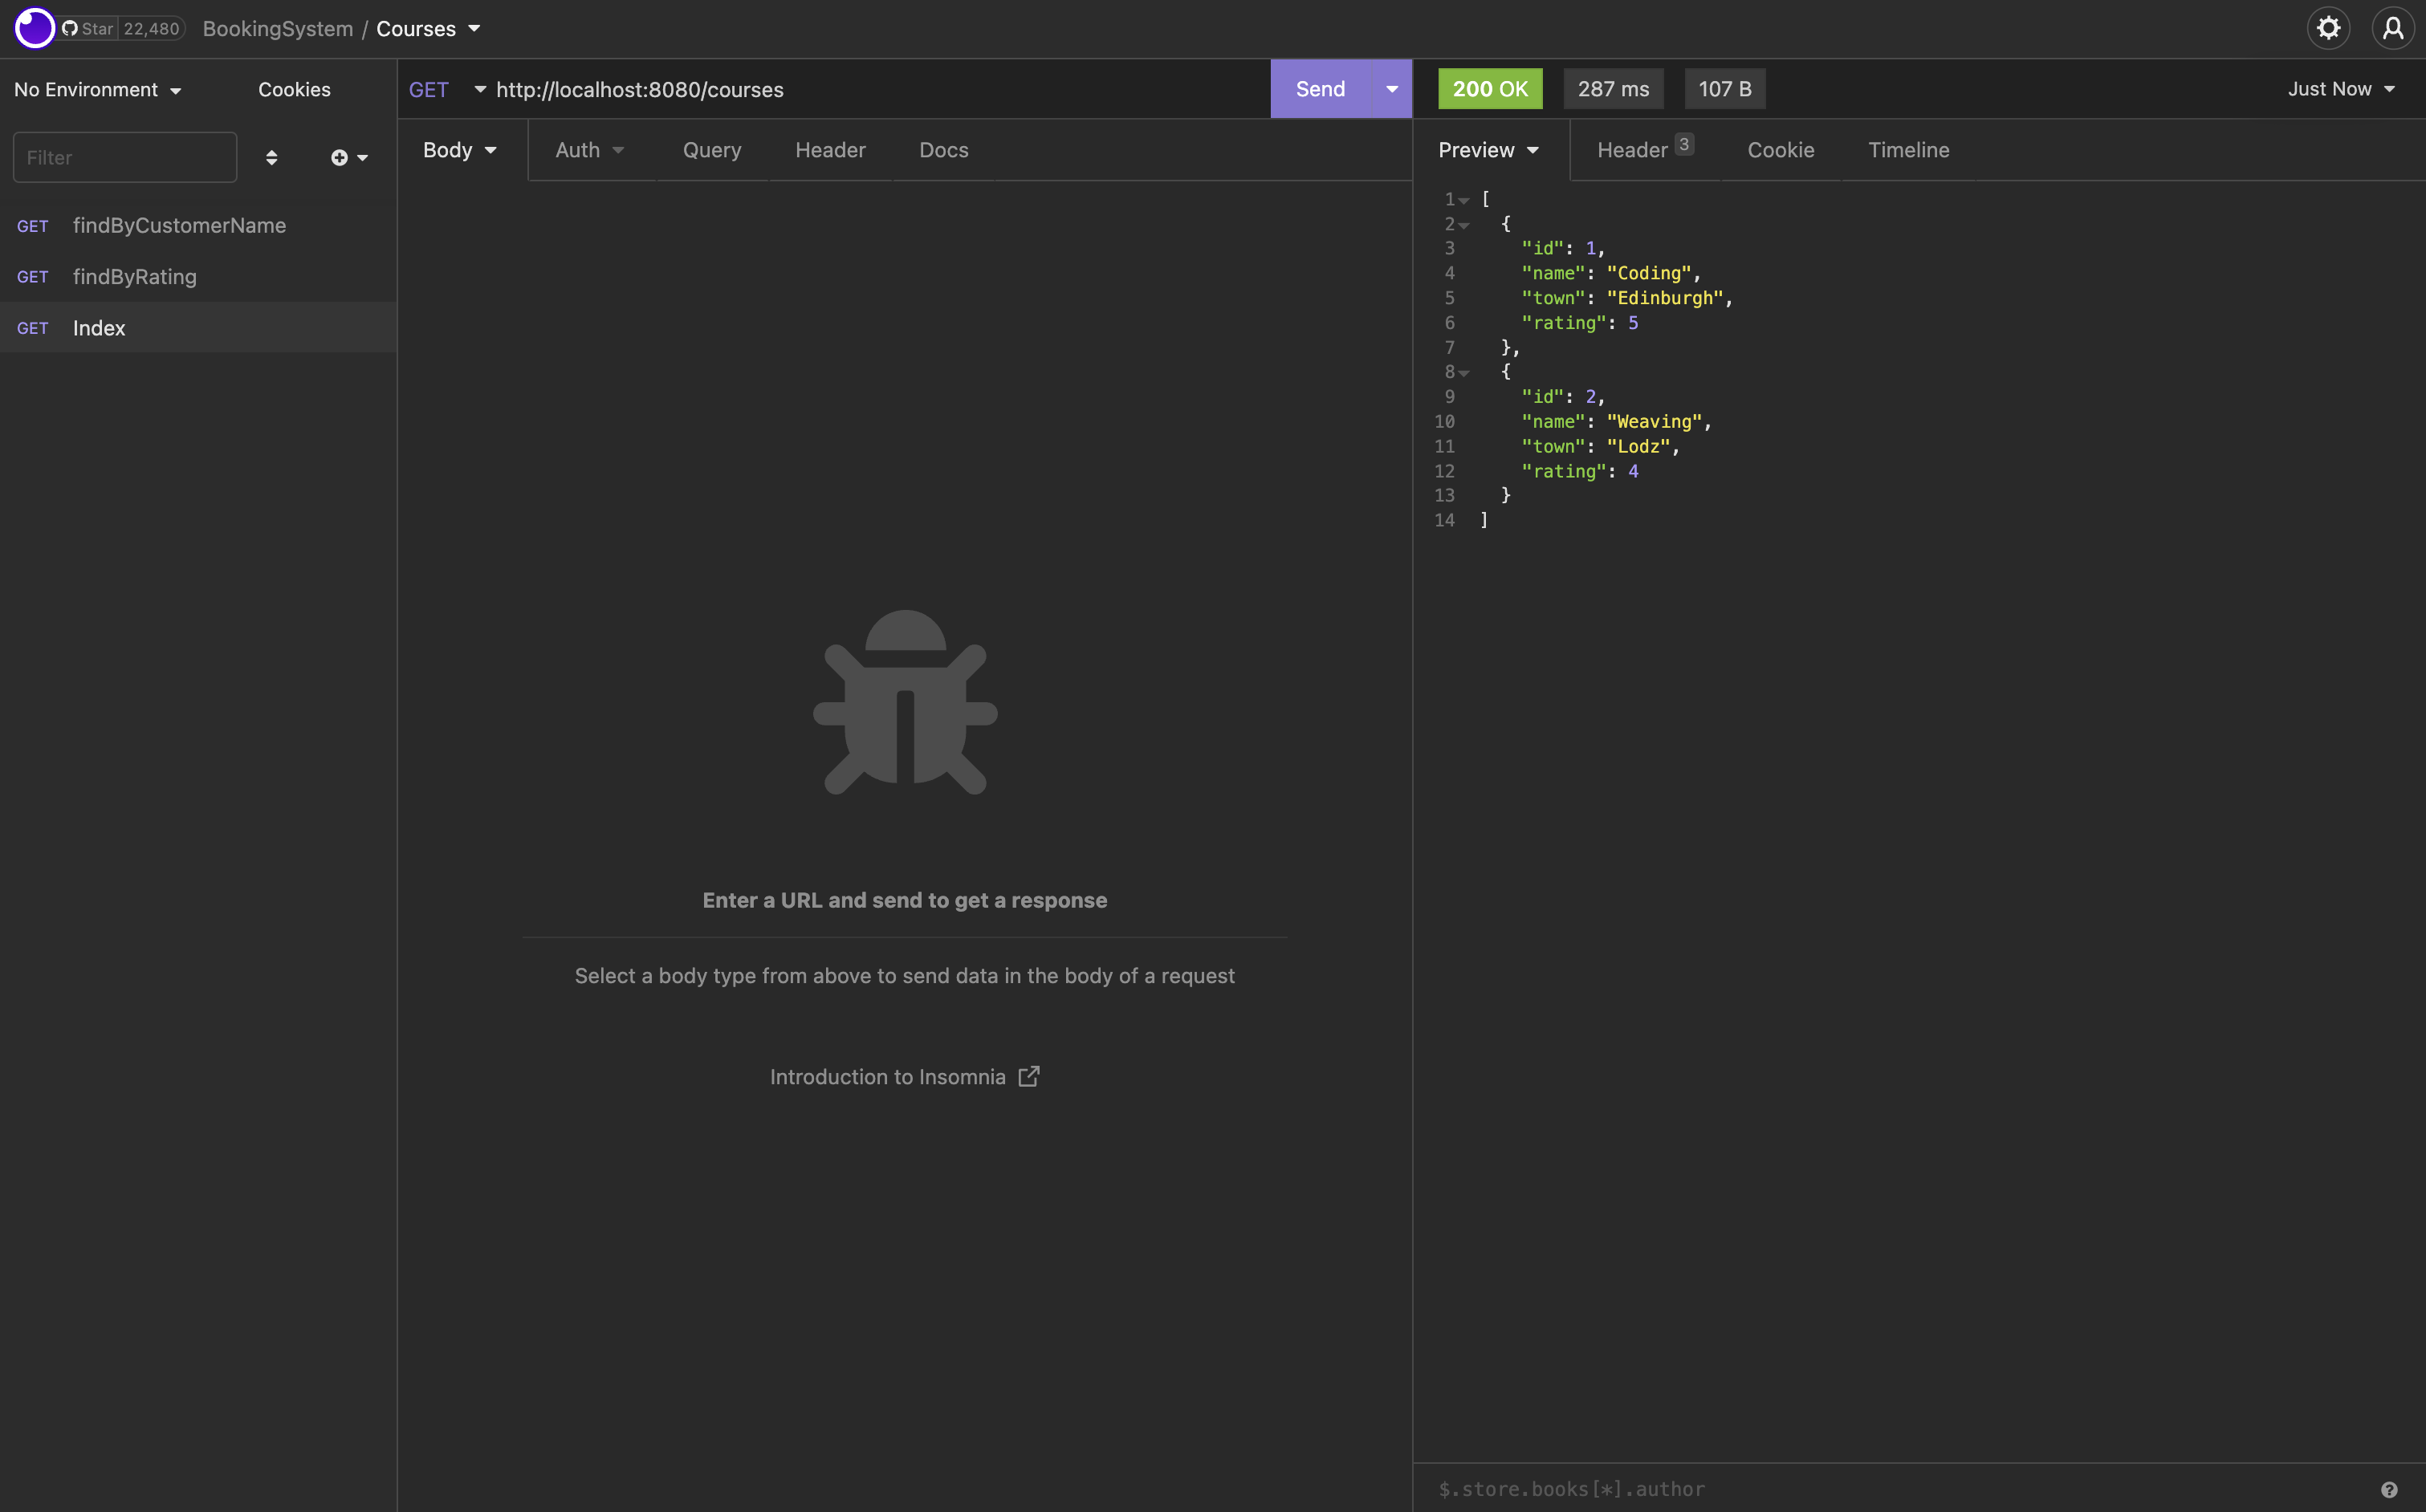 Star 22,480 BookingSystem / Courses
No Environment Cookies
Filter
GET findByCustomerName
GET findByRating
GET Index
GET http://localhost:8080/courses Send
Body Auth Query Header Docs
Enter a URL and send to get a response
Select a body type from above to send data in the body of a request
Introduction to Insomnia
200 OK 287 ms 107 B Just Now
Preview Header 3 Cookie Timeline
1 [
2 {
3 "id": 1,
4 "name": "Coding",
5 "town": "Edinburgh",
6 "rating": 5
7 },
8 {
9 "id": 2,
10 "name": "Weaving",
11 "town": "Lodz",
12 "rating": 4
13 }
14 ]
$.store.books[*].author